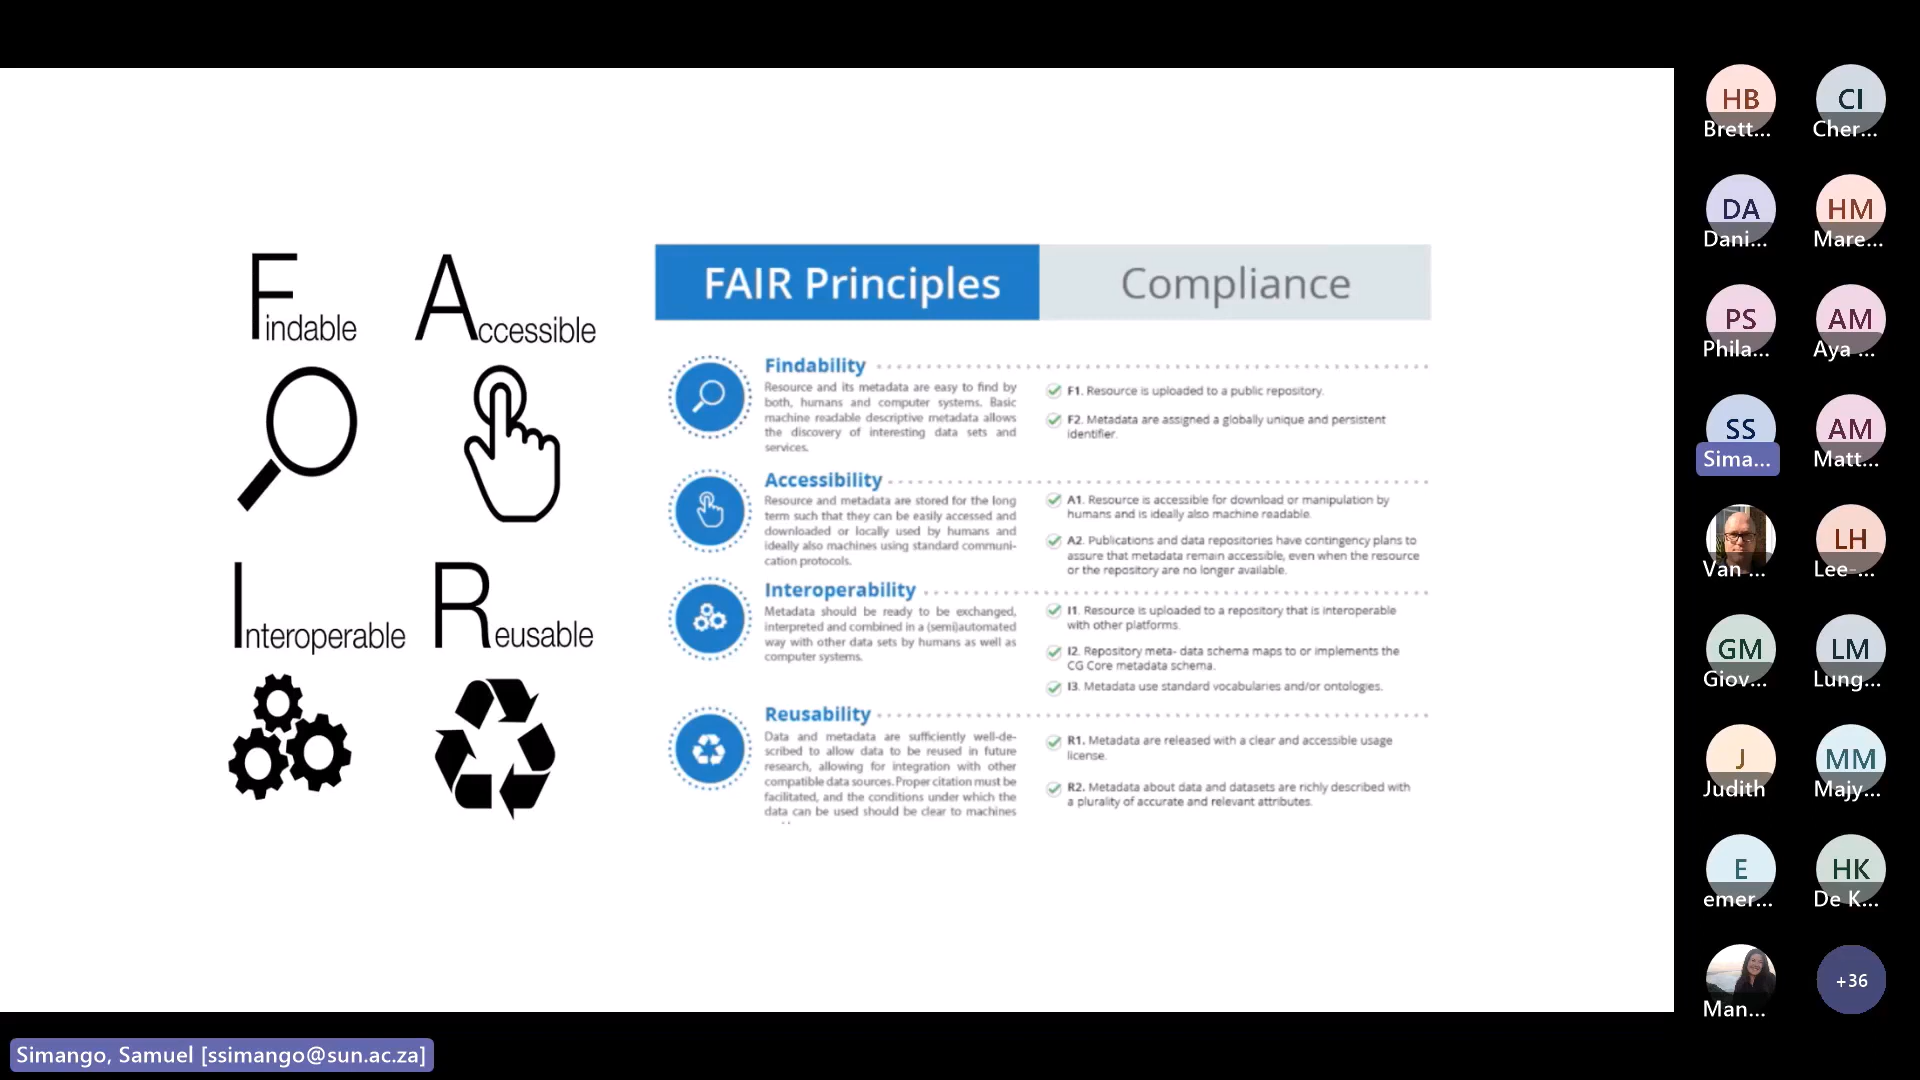 Findable
Accessible
Interoperable
Reusable
FAIR Principles
Compliance
Findability
Resource and its metadata are easy to find by
both, humans and computer systems. Basic
machine readable descriptive metadata allows
the discovery of interesting data sets and
services.
F1. Resource is uploaded to a public repository.
F2. Metadata are assigned a globally unique and persistent
identifier.
Accessibility
Resource and metadata are stored for the long
term such that they can be easily accessed and
downloaded or locally used by humans and
ideally also machines using standard communi-
cation protocols.
A1. Resource is accessible for download or manipulation by
humans and is ideally also machine readable.
A2. Publications and data repositories have contingency plans to
assure that metadata remain accessible, even when the resource
or the repository are no longer available.
Interoperability
Metadata should be ready to be exchanged,
interpreted and combined in a (semi)automated
way with other data sets by humans as well as
computer systems.
I1. Resource is uploaded to a repository that is interoperable
with other platforms.
I2. Repository meta- data schema maps to or implements the
CG Core metadata schema.
I3. Metadata use standard vocabularies and/or ontologies.
Reusability
Data and metadata are sufficiently well-de-
scribed to allow data to be reused in future
research, allowing for integration with other
compatible data sources. Proper citation must be
facilitated, and the conditions under which the
data can be used should be clear to machines
R1. Metadata are released with a clear and accessible usage
license.
R2. Metadata about data and datasets are richly described with
a plurality of accurate and relevant attributes.
HB
Brett...
CI
Cher...
DA
Dani...
HM
Mare...
PS
Phila...
AM
Aya ...
SS
Sima...
AM
Matt...
Van ...
LH
Lee-...
GM
Giov...
LM
Lung...
J
Judith
MM
Majy...
E
emer...
HK
De K...
Man...
+36
Simango, Samuel [ssimango@sun.ac.za]